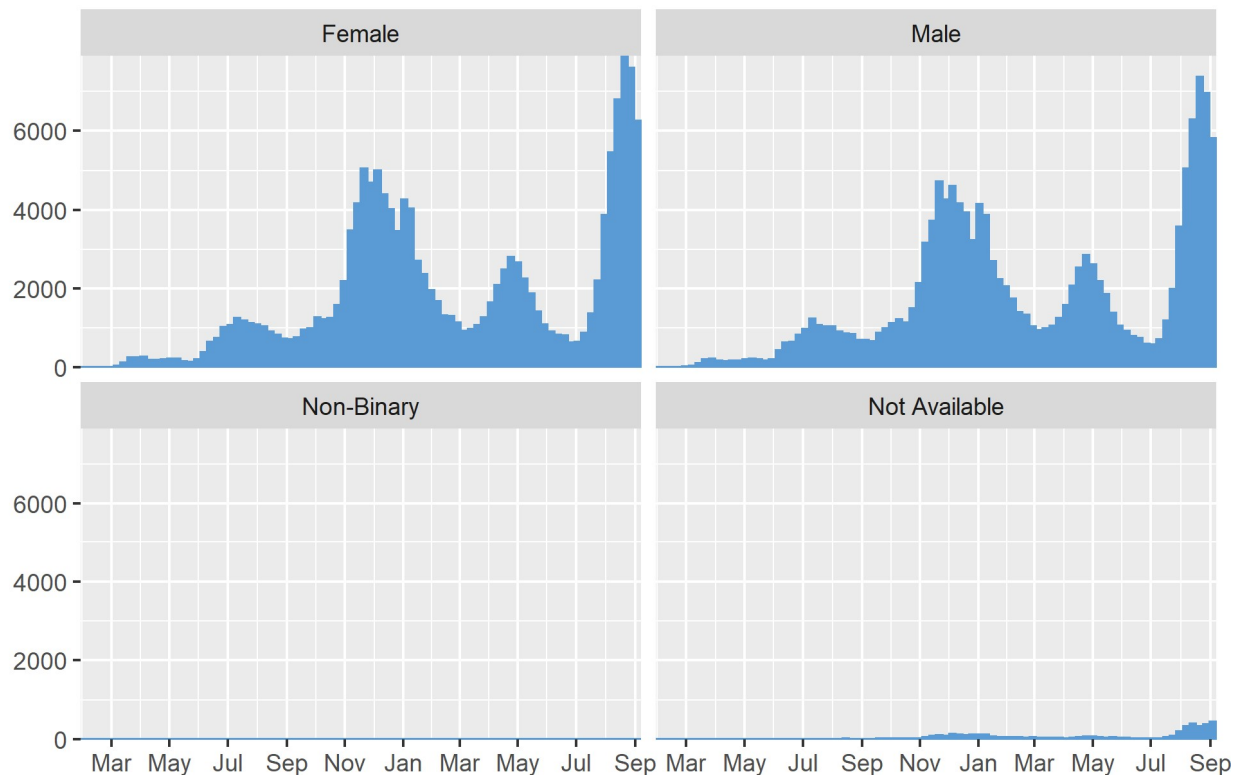 Female Male
6000
4000
2000
0
Non-Binary Not Available
6000
4000
2000
0
Mar May Jul Sep Nov Jan Mar May Jul Sep Mar May Jul Sep Nov Jan Mar May Jul Sep